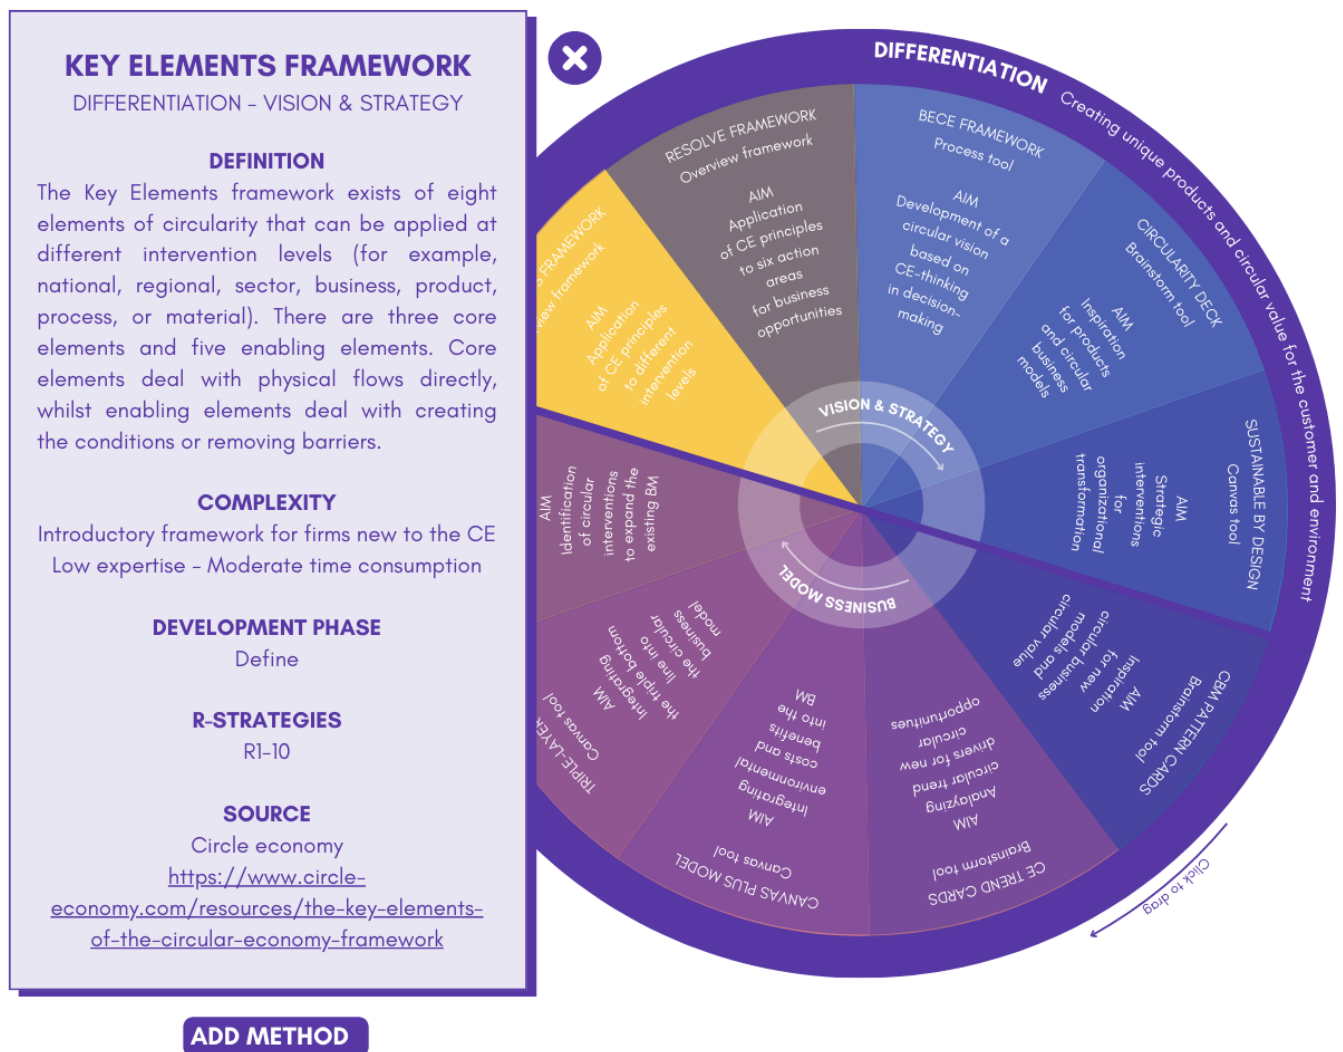 KEY ELEMENTS FRAMEWORK
DIFFERENTIATION - VISION & STRATEGY
DEFINITION
The Key Elements framework exists of eight
elements of circularity that can be applied at
different intervention levels (for example,
national, regional, sector, business, product,
process, or material). There are three core
elements and five enabling elements. Core
elements deal with physical flows directly,
whilst enabling elements deal with creating
the conditions or removing barriers.
COMPLEXITY
Introductory framework for firms new to the CE
Low expertise - Moderate time consumption
DEVELOPMENT PHASE
Define
R-STRATEGIES
R1-10
SOURCE
Circle economy
https://www.circle-
economy.com/resources/the-key-elements-
of-the-circular-economy-framework
ADD METHOD
DIFFERENTIATION Creating unique products and circular value for the customer and environment
S FRAMEWORK
view framework
AIM
Application
of CE principles
to different
intervention
levels
RESOLVE FRAMEWORK
Overview framework
AIM
Application
of CE principles
to six action
areas
for business
opportunities
BECE FRAMEWORK
Process tool
AIM
Development of a
circular vision
based on
CE-thinking
in decision-
making
CIRCULARITY DECK
Brainstorm tool
AIM
Inspiration
for products
and circular
business
models
SUSTAINABLE BY DESIGN
Canvas tool
AIM
Strategic
interventions
for
organizational
transformation
VISION & STRATEGY
BUSINESS MODEL
CBM PATTERN CARDS
Brainstorm tool
AIM
Inspiration
for new
circular business
models and
circular value
CE TREND CARDS
Brainstorm tool
AIM
Analayzing
circular trend
drivers for new
circular
opportunitues
CANVAS PLUS MODEL
Canvas tool
AIM
Integrating
environmental
costs and
benefits
into the
BM
TRIPLE-LAYER
Canvas tool
AIM
Integrating
the triple bottom
line into
the circular
business
model
AIM
Identification
of circular
interventions
to expand the
existing BM
Click to drag